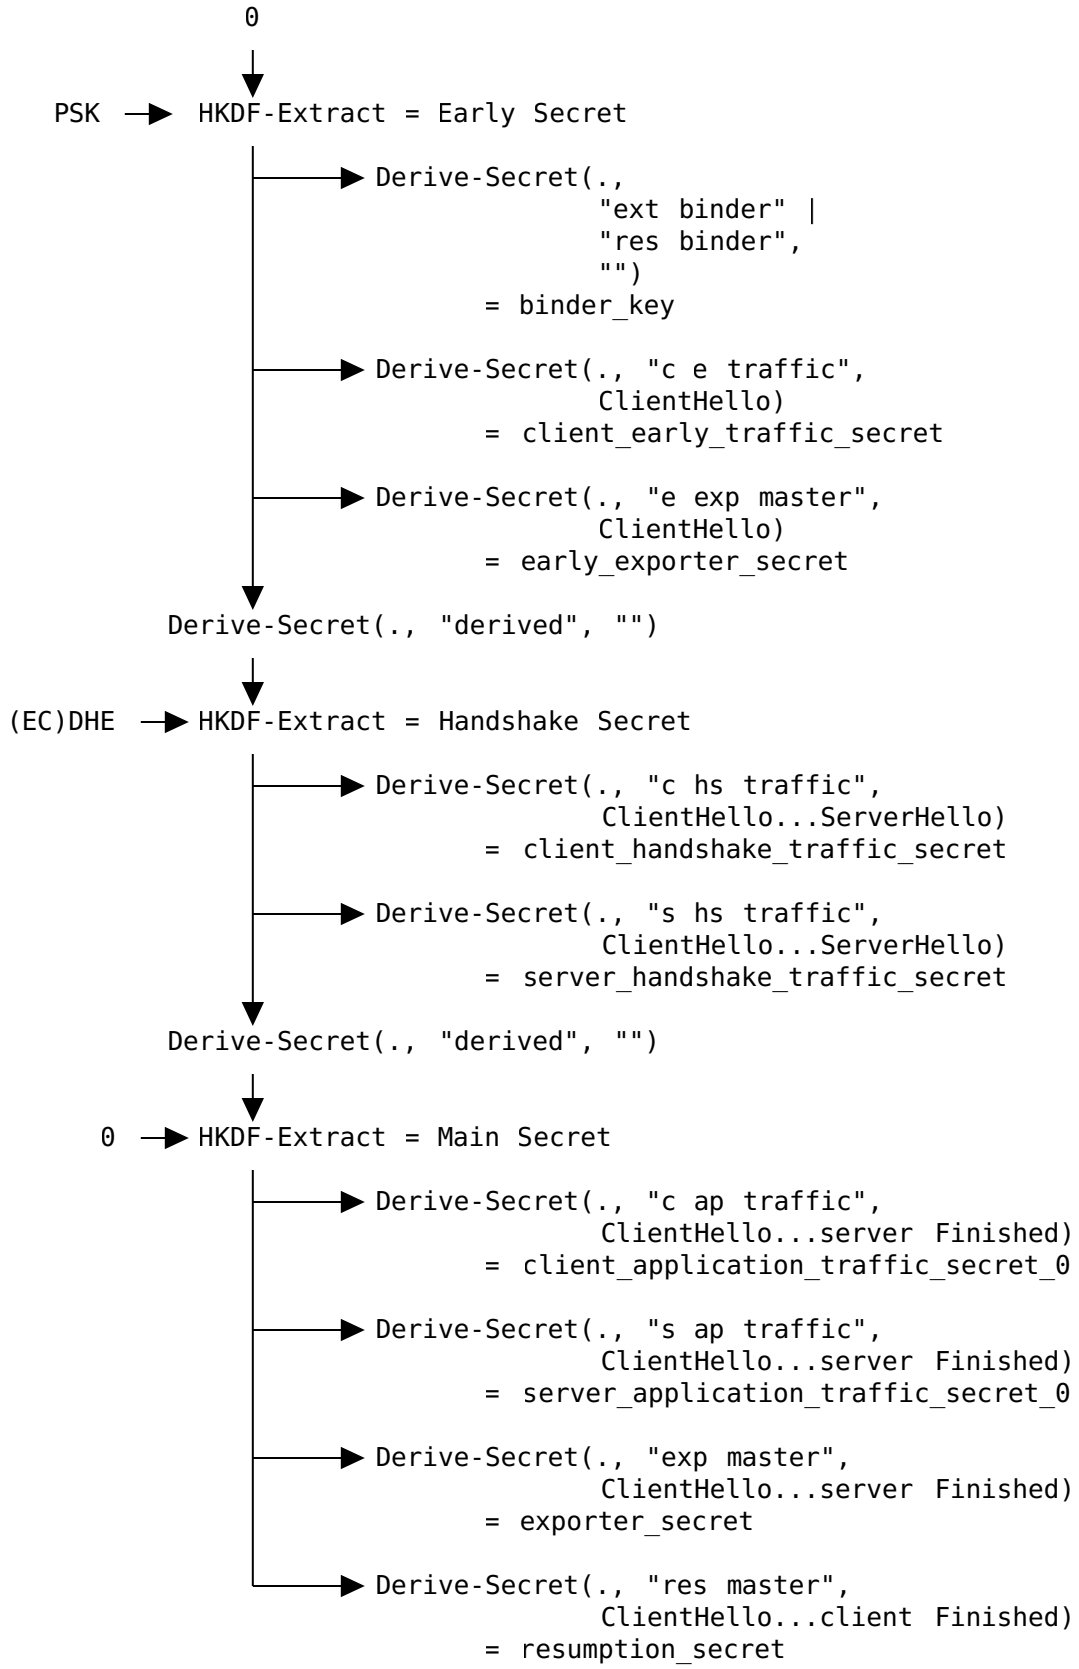 0
PSK HKDF-Extract = Early Secret
Derive-Secret(.,
"ext binder" |
"res binder",
"")
= binder_key
Derive-Secret(., "c e traffic",
ClientHello)
= client_early_traffic_secret
Derive-Secret(., "e exp master",
ClientHello)
= early_exporter_secret
Derive-Secret(., "derived", "")
(EC)DHE HKDF-Extract = Handshake Secret
Derive-Secret(., "c hs traffic",
ClientHello...ServerHello)
= client_handshake_traffic_secret
Derive-Secret(., "s hs traffic",
ClientHello...ServerHello)
= server_handshake_traffic_secret
Derive-Secret(., "derived", "")
0 HKDF-Extract = Main Secret
Derive-Secret(., "c ap traffic",
ClientHello...server Finished)
= client_application_traffic_secret_0
Derive-Secret(., "s ap traffic",
ClientHello...server Finished)
= server_application_traffic_secret_0
Derive-Secret(., "exp master",
ClientHello...server Finished)
= exporter_secret
Derive-Secret(., "res master",
ClientHello...client Finished)
= resumption_secret